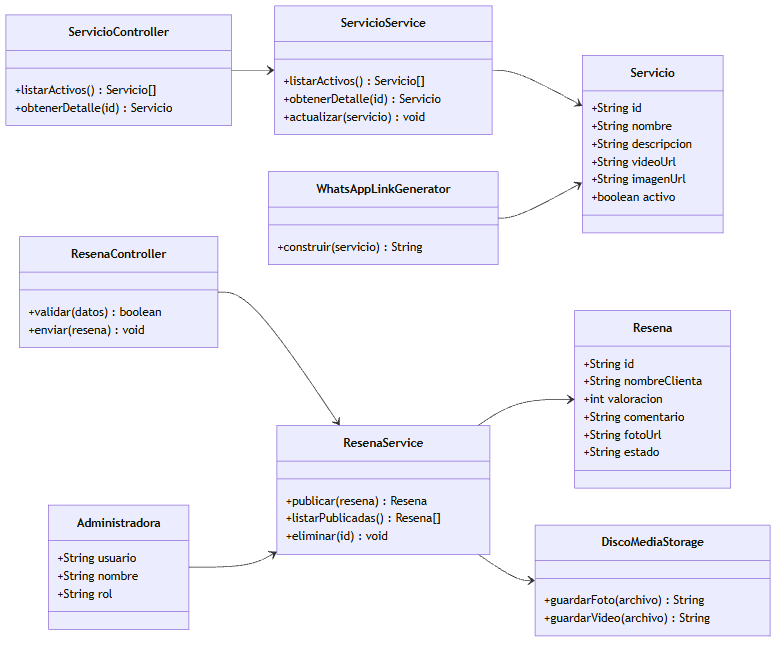 ServicioController
+listarActivos() : Servicio[]
+obtenerDetalle(id) : Servicio
ServicioService
+listarActivos() : Servicio[]
+obtenerDetalle(id) : Servicio
+actualizar(servicio) : void
Servicio
+String id
+String nombre
+String descripcion
+String videoUrl
+String imagenUrl
+boolean activo
WhatsAppLinkGenerator
+construir(servicio) : String
ResenaController
+validar(datos) : boolean
+enviar(resena) : void
Resena
+String id
+String nombreClienta
+int valoracion
+String comentario
+String fotoUrl
+String estado
ResenaService
+publicar(resena) : Resena
+listarPublicadas() : Resena[]
+eliminar(id) : void
Administradora
+String usuario
+String nombre
+String rol
DiscoMediaStorage
+guardarFoto(archivo) : String
+guardarVideo(archivo) : String